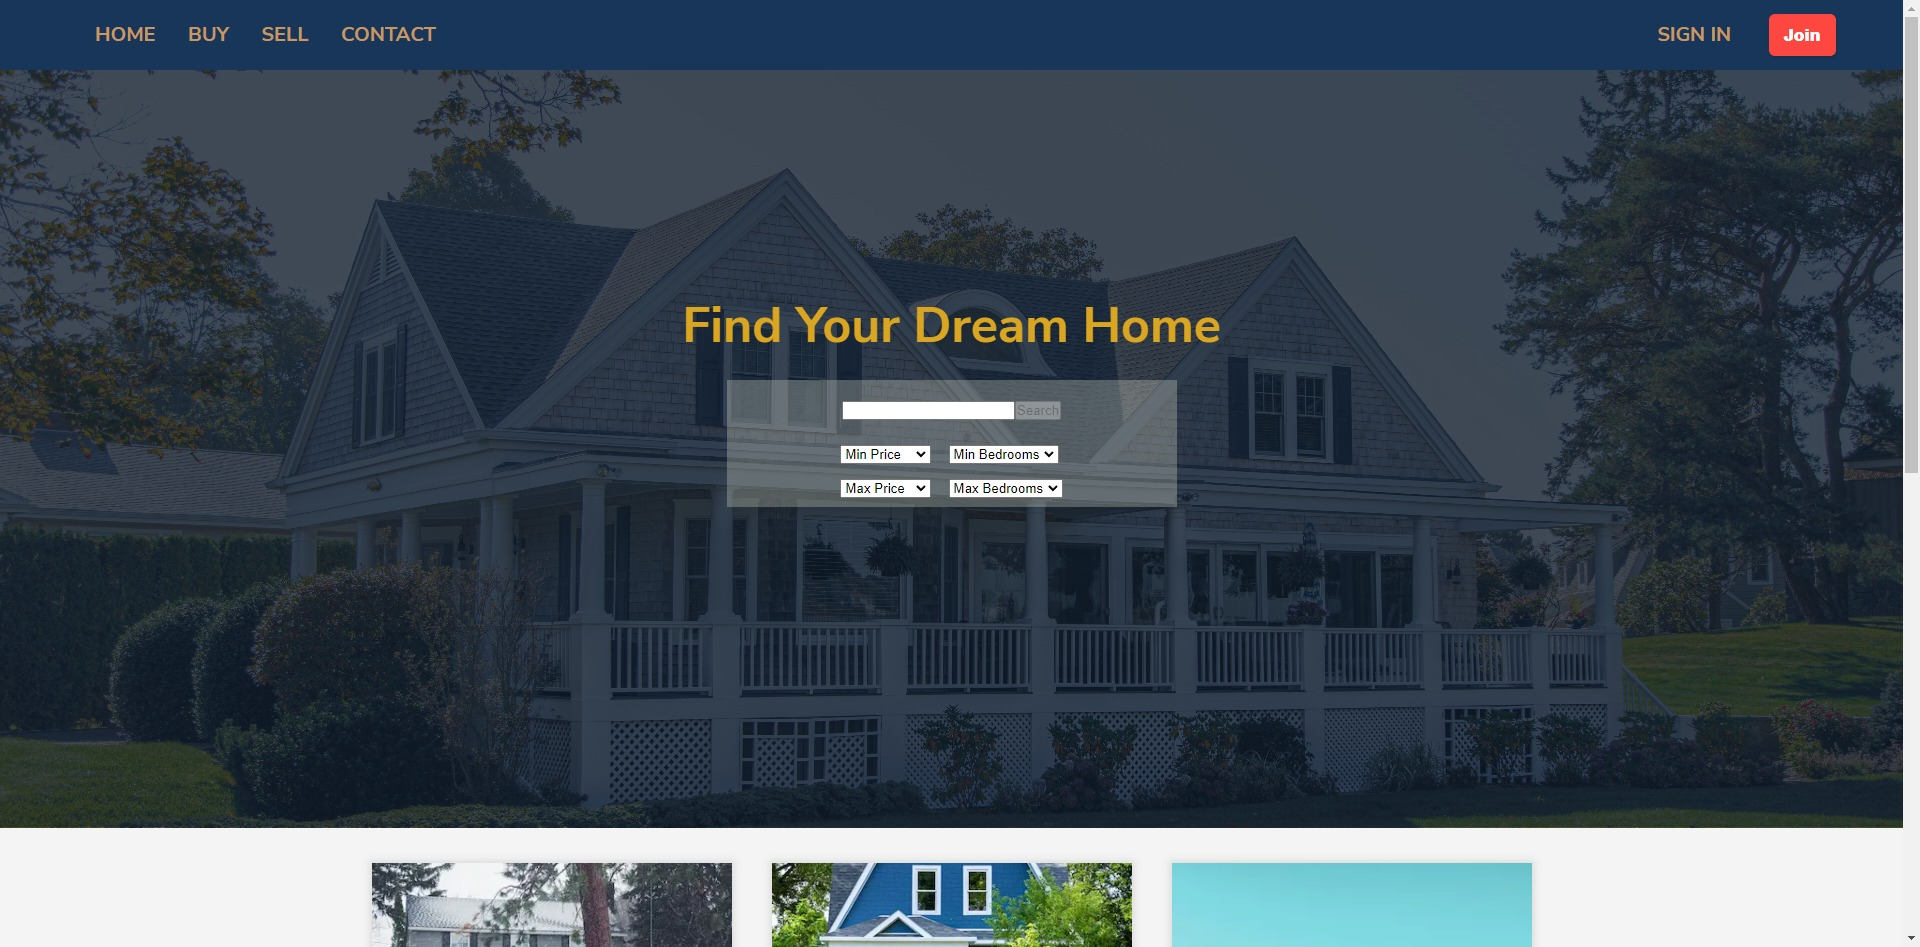 HOME BUY SELL CONTACT SIGN IN Join
Find Your Dream Home
Search
Min Price Min Bedrooms
Max Price Max Bedrooms